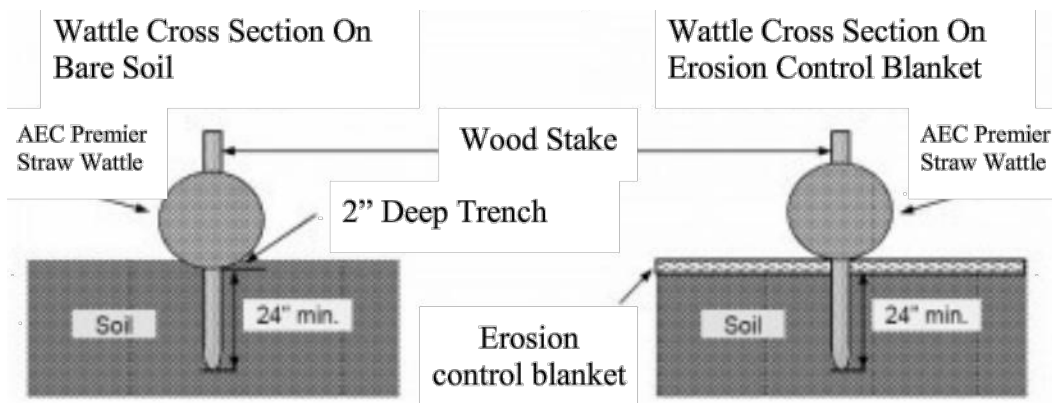 Wattle Cross Section On
Bare Soil
Wattle Cross Section On
Erosion Control Blanket
AEC Premier
Straw Wattle
Wood Stake
AEC Premier
Straw Wattle
2” Deep Trench
Soil
24" min.
Erosion
control blanket
Soil
24" min.